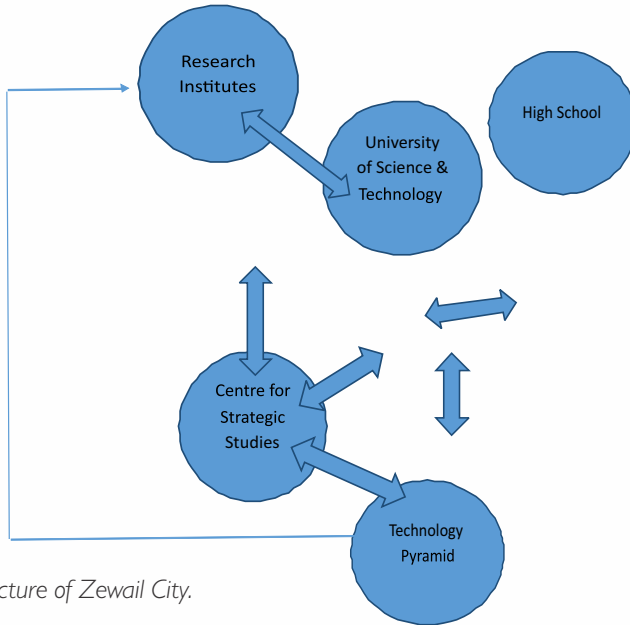 Research
Institutes
High School
University
of Science &
Technology
Centre for
Strategic
Studies
Technology
Pyramid
cture of Zewail City.